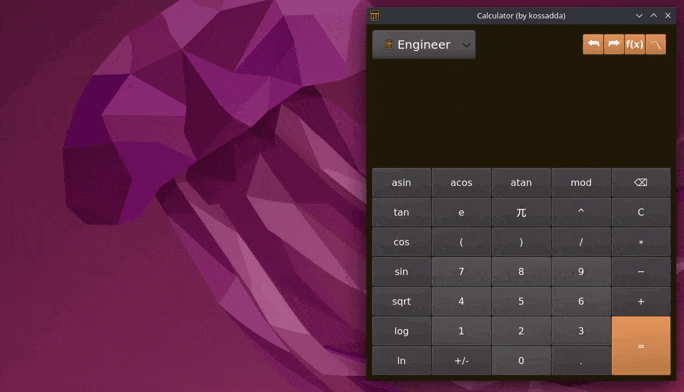 Calculator (by kossadda)
Engineer
f(x)
asin acos atan mod ⌫
tan e π ^ C
cos ( ) / *
sin 7 8 9 −
sqrt 4 5 6 +
log 1 2 3 =
ln +/- 0 .